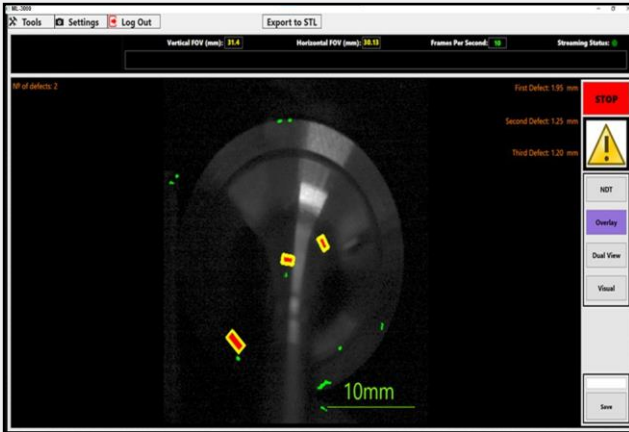 ML-3000
Tools Settings Log Out Export to STL
Vertical FOV (mm): 31.4 Horizontal FOV (mm): 30.13 Frames Per Second: 10 Streaming Status:
Nº of defects: 2
First Defect: 1.95 mm
Second Defect: 1.25 mm
Third Defect: 1.20 mm
STOP
NDT
Overlay
Dual View
Visual
10mm
Save